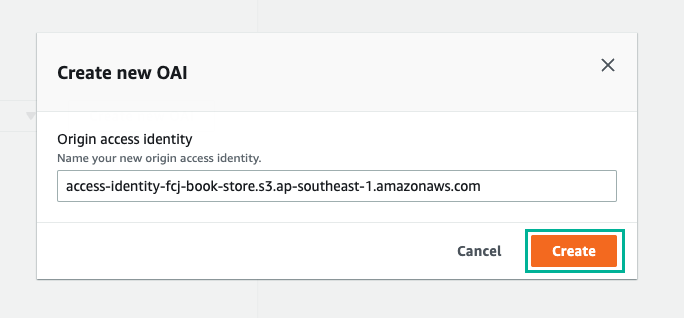 Create new OAI
Origin access identity
Name your new origin access identity.
access-identity-fcj-book-store.s3.ap-southeast-1.amazonaws.com
Cancel Create